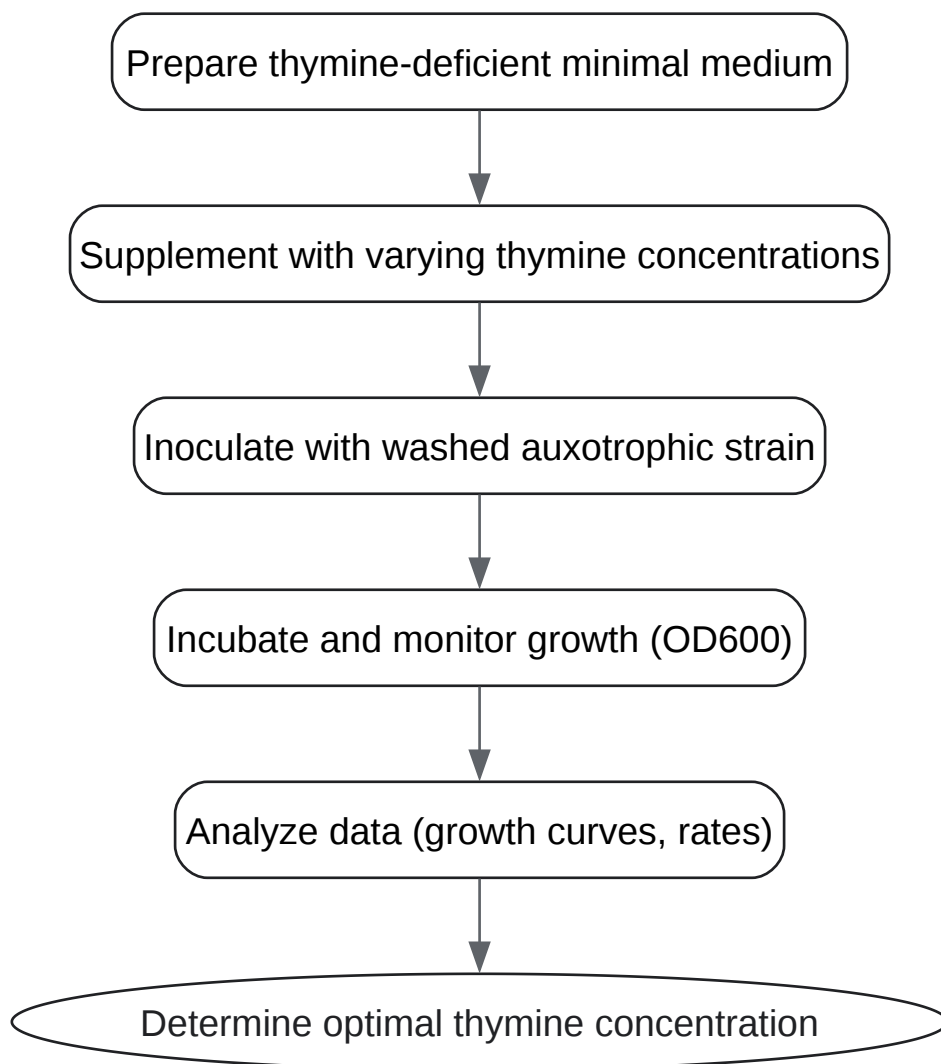 Prepare thymine-deficient minimal medium
Supplement with varying thymine concentrations
Inoculate with washed auxotrophic strain
Incubate and monitor growth (OD600)
Analyze data (growth curves, rates)
Determine optimal thymine concentration